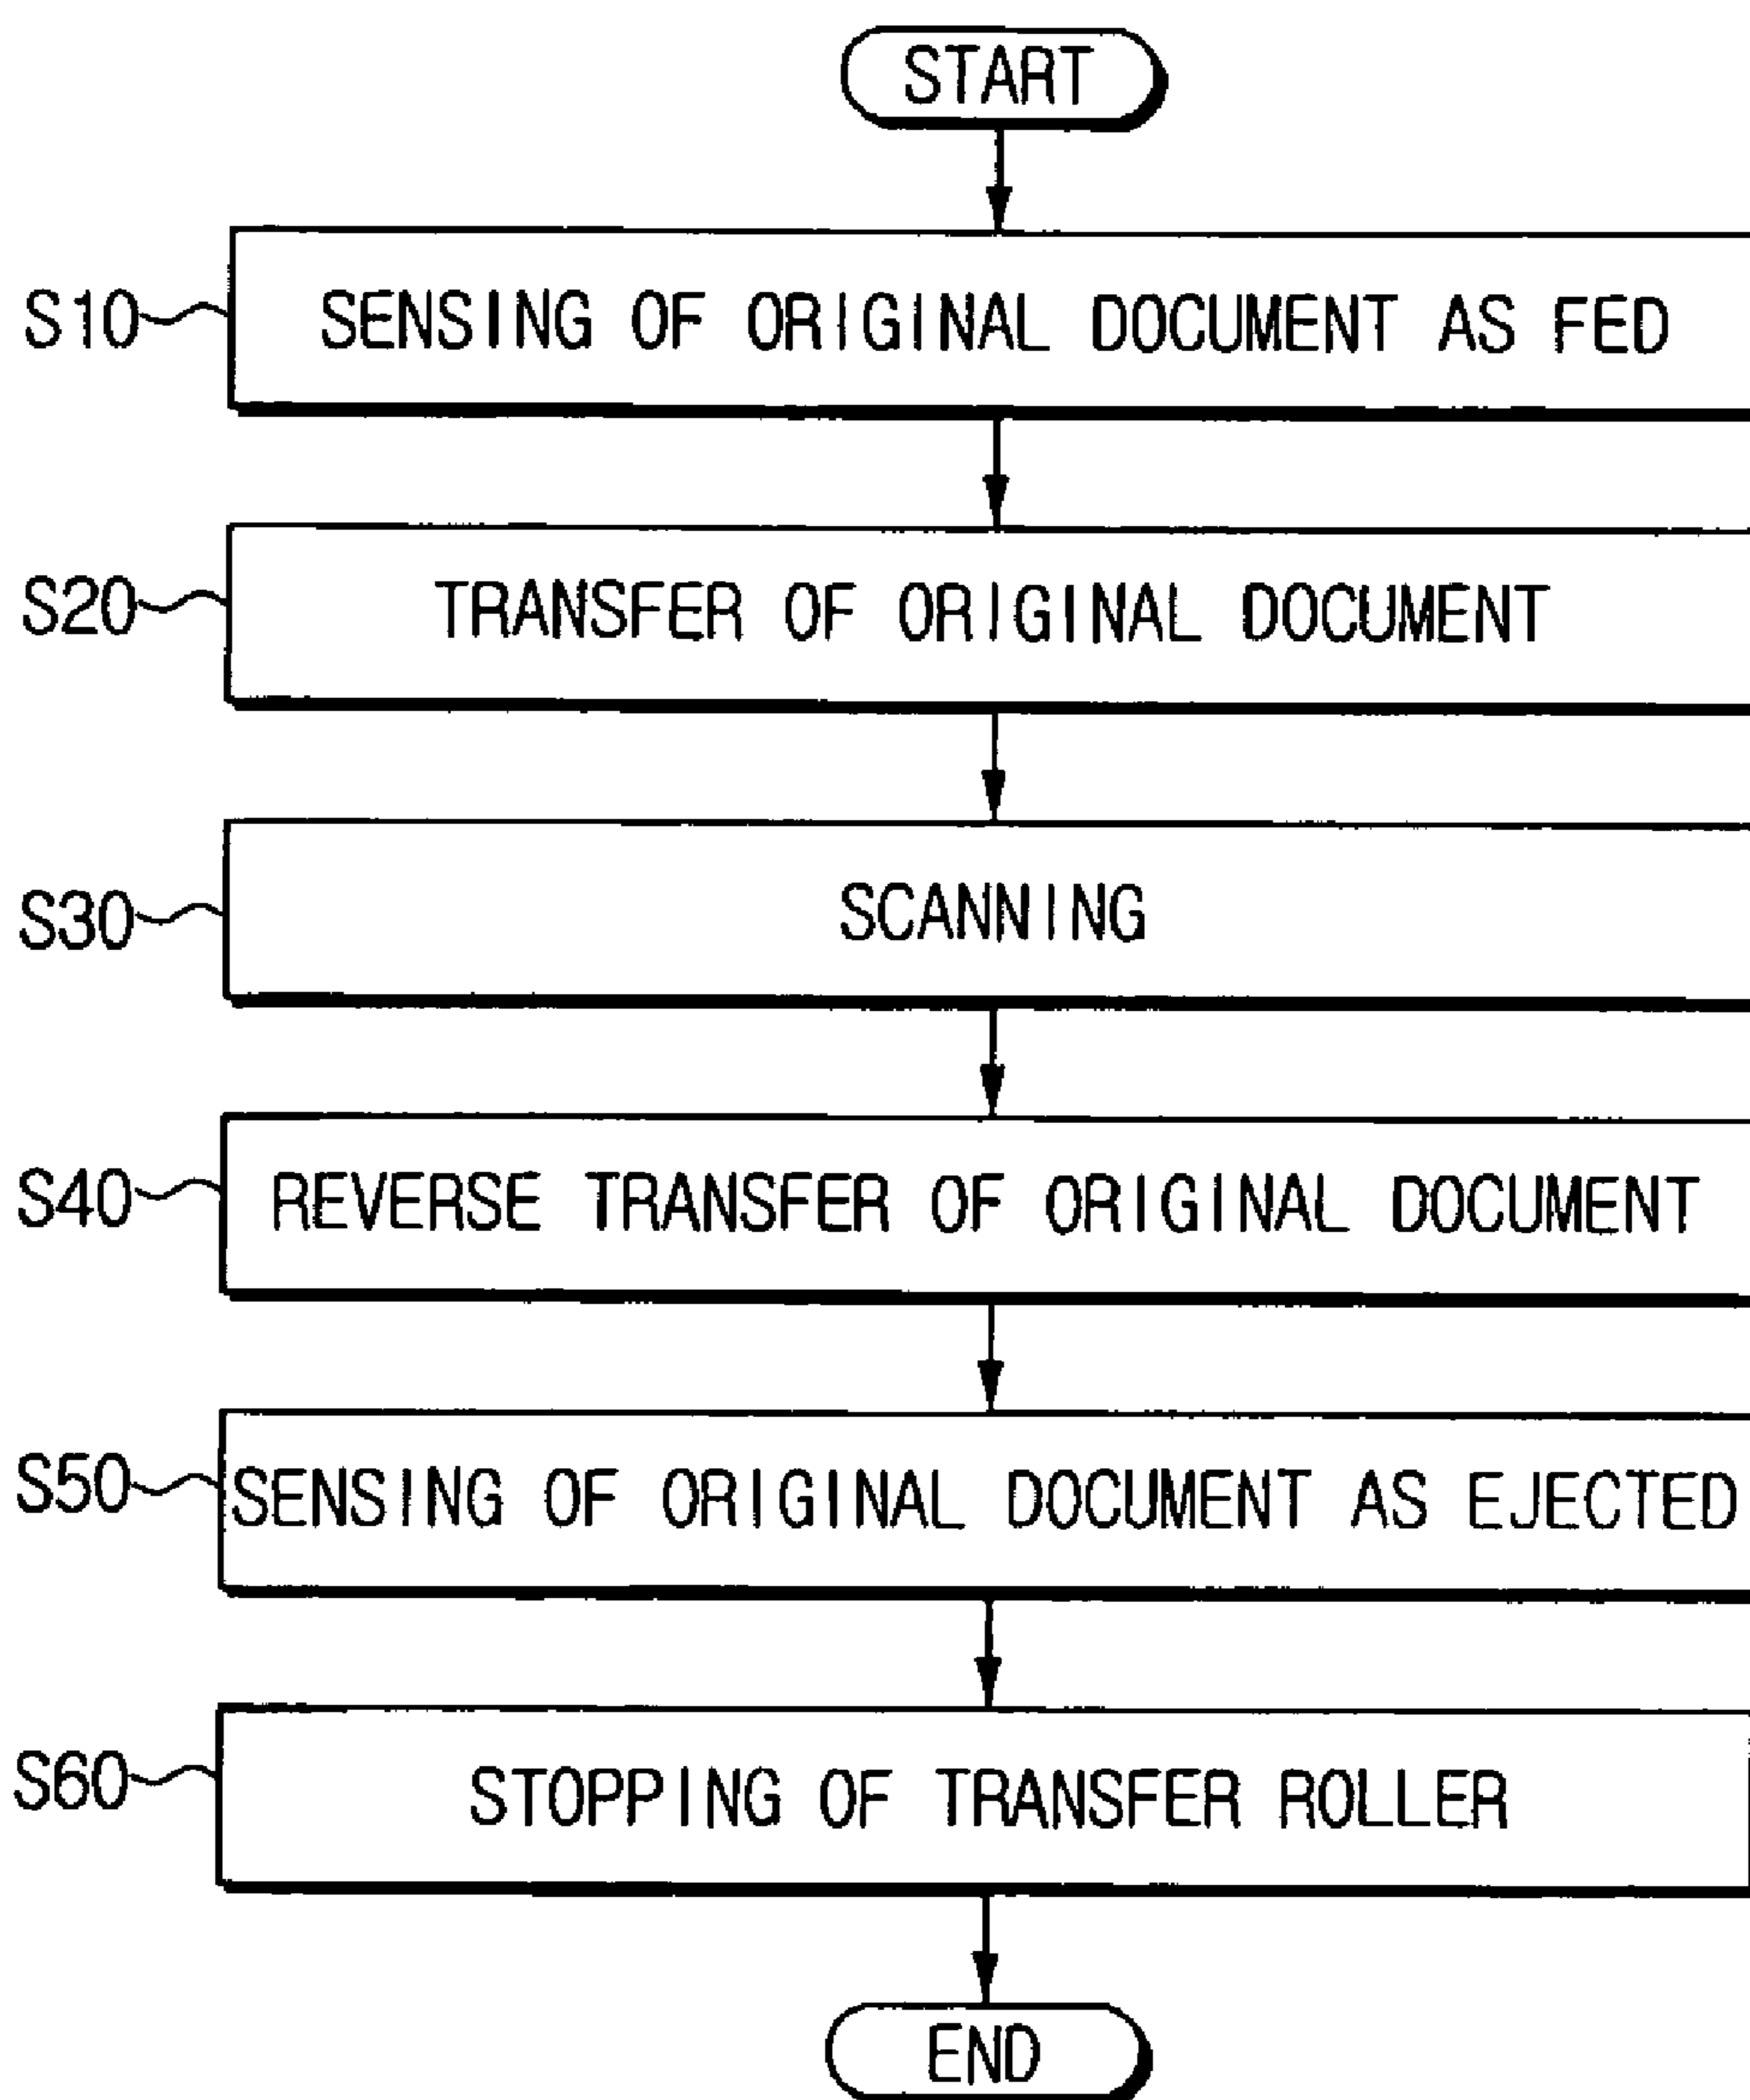 START
S10 SENSING OF ORIGINAL DOCUMENT AS FED
S20 TRANSFER OF ORIGINAL DOCUMENT
S30 SCANNING
S40 REVERSE TRANSFER OF ORIGINAL DOCUMENT
S50 SENSING OF ORIGINAL DOCUMENT AS EJECTED
S60 STOPPING OF TRANSFER ROLLER
END